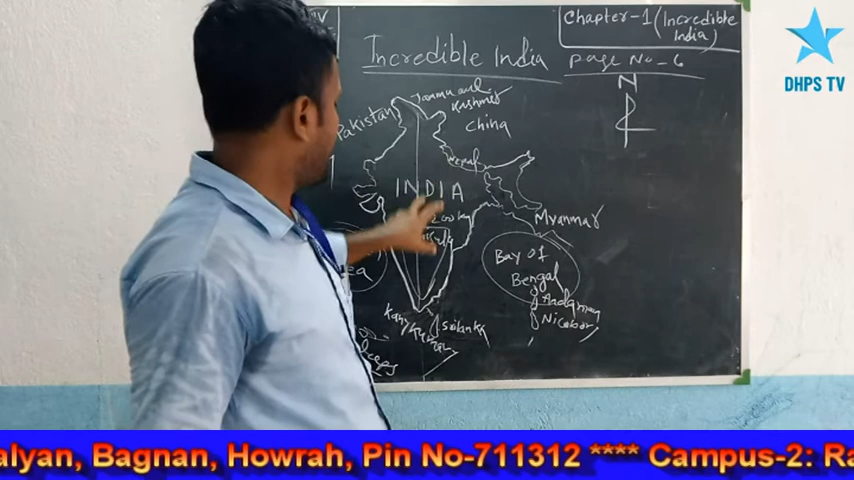 Chapter-1 (Incredible
India)
Incredible India
Page No-6
DHPS TV
N
Jammu and
Kashmir
Pakistan
China
Nepal
INDIA
Myanmar
Bay of
Bengal
Andaman
Nicobar
Srilanka
alyan, Bagnan, Howrah, Pin No-711312 **** Campus-2: Ra